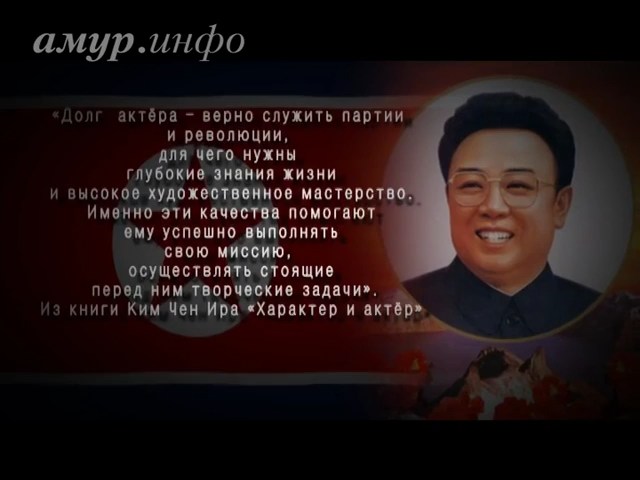 амур.инфо
«Долг актёра – верно служить партии
и революции,
для чего нужны
глубокие знания жизни
и высокое художественное мастерство.
Именно эти качества помогают
ему успешно выполнять
свою миссию,
осуществлять стоящие
перед ним творческие задачи».
Из книги Ким Чен Ира «Характер и актёр»